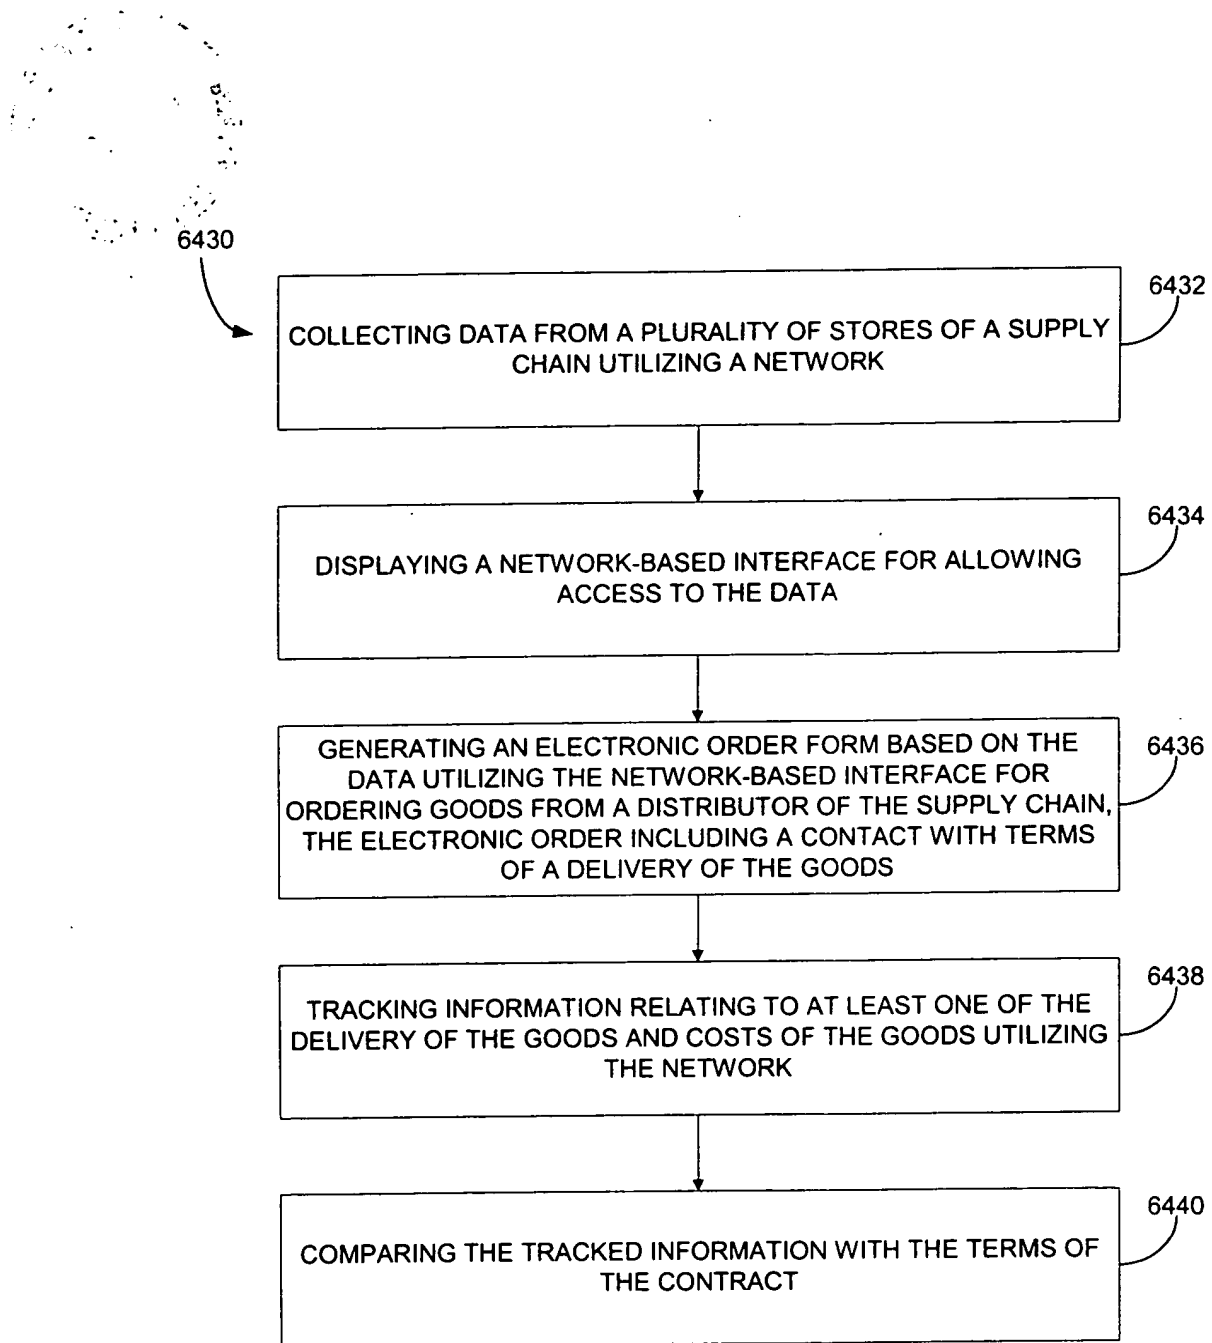 6430
6432
COLLECTING DATA FROM A PLURALITY OF STORES OF A SUPPLY
CHAIN UTILIZING A NETWORK
6434
DISPLAYING A NETWORK-BASED INTERFACE FOR ALLOWING
ACCESS TO THE DATA
6436
GENERATING AN ELECTRONIC ORDER FORM BASED ON THE
DATA UTILIZING THE NETWORK-BASED INTERFACE FOR
ORDERING GOODS FROM A DISTRIBUTOR OF THE SUPPLY CHAIN,
THE ELECTRONIC ORDER INCLUDING A CONTACT WITH TERMS
OF A DELIVERY OF THE GOODS
6438
TRACKING INFORMATION RELATING TO AT LEAST ONE OF THE
DELIVERY OF THE GOODS AND COSTS OF THE GOODS UTILIZING
THE NETWORK
6440
COMPARING THE TRACKED INFORMATION WITH THE TERMS OF
THE CONTRACT